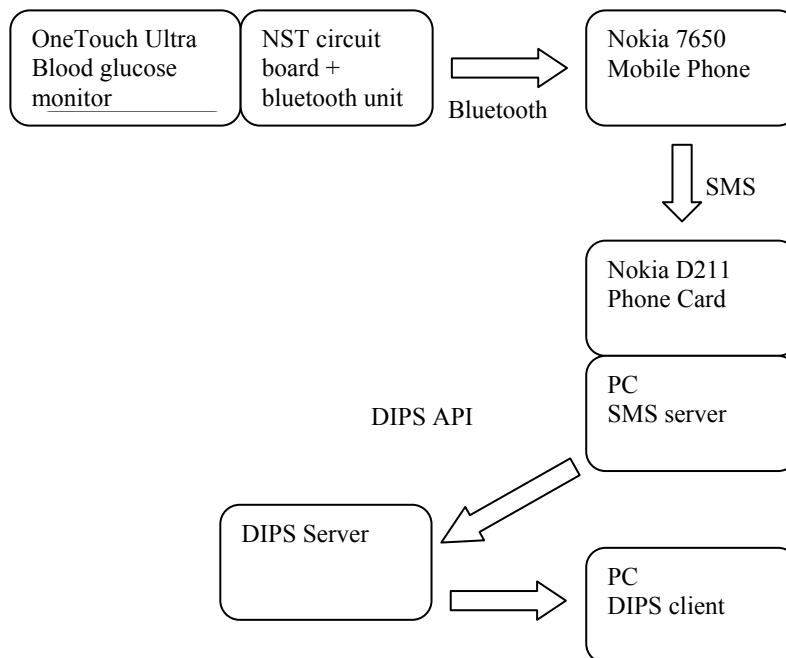 OneTouch Ultra
Blood glucose
monitor
NST circuit
board +
bluetooth unit
Bluetooth
Nokia 7650
Mobile Phone
SMS
Nokia D211
Phone Card
PC
SMS server
DIPS API
DIPS Server
PC
DIPS client